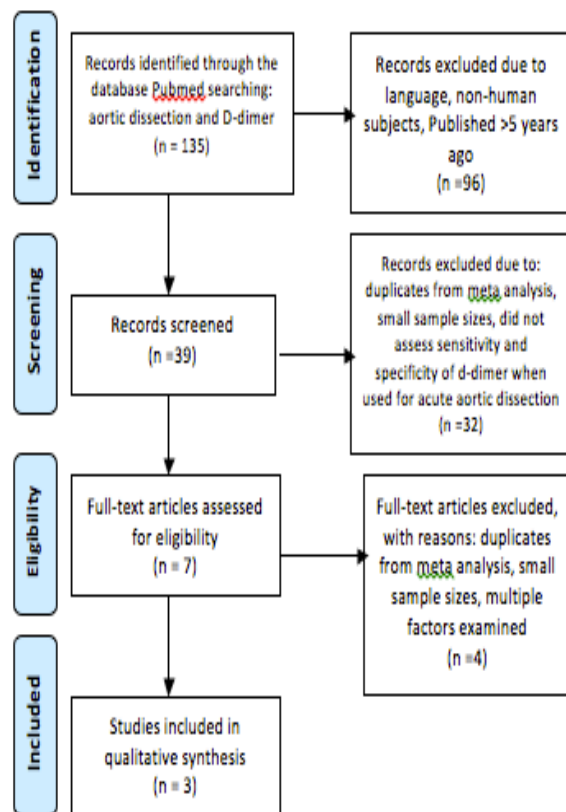 Identification
Records identified through the
database Pubmed searching:
aortic dissection and D-dimer
(n = 135)
Records excluded due to
language, non-human
subjects, Published >5 years
ago
(n =96)
Screening
Records screened
(n =39)
Records excluded due to:
duplicates from meta analysis,
small sample sizes, did not
assess sensitivity and
specificity of d-dimer when
used for acute aortic dissection
(n =32)
Eligibility
Full-text articles assessed
for eligibility
(n = 7)
Full-text articles excluded,
with reasons: duplicates
from meta analysis, small
sample sizes, multiple
factors examined
(n =4)
Included
Studies included in
qualitative synthesis
(n = 3)